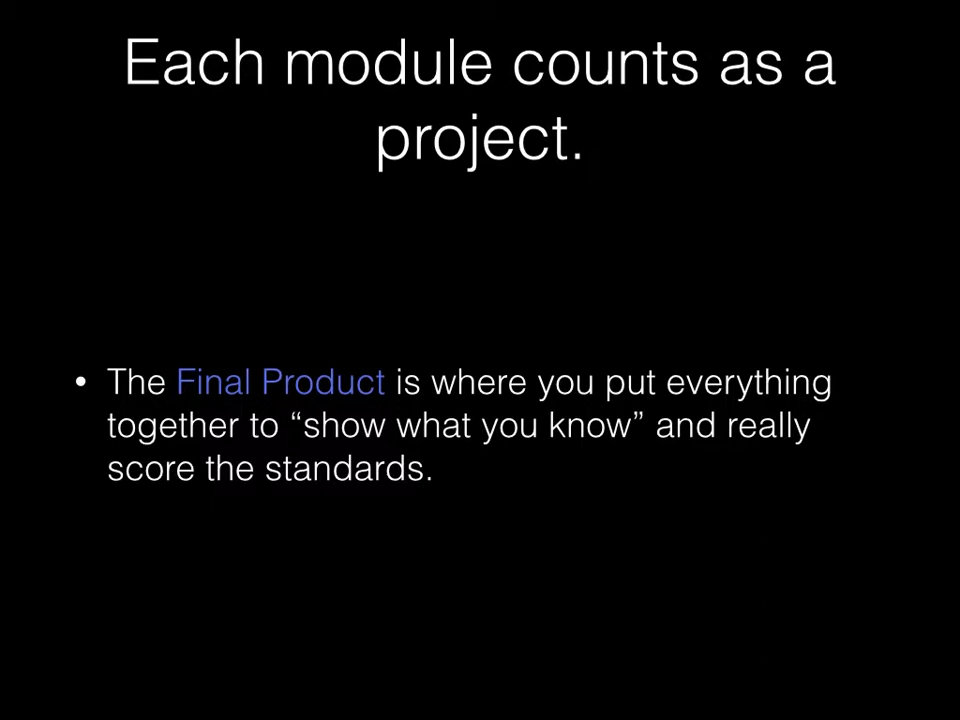 Each module counts as a
project.
• The Final Product is where you put everything
together to “show what you know” and really
score the standards.